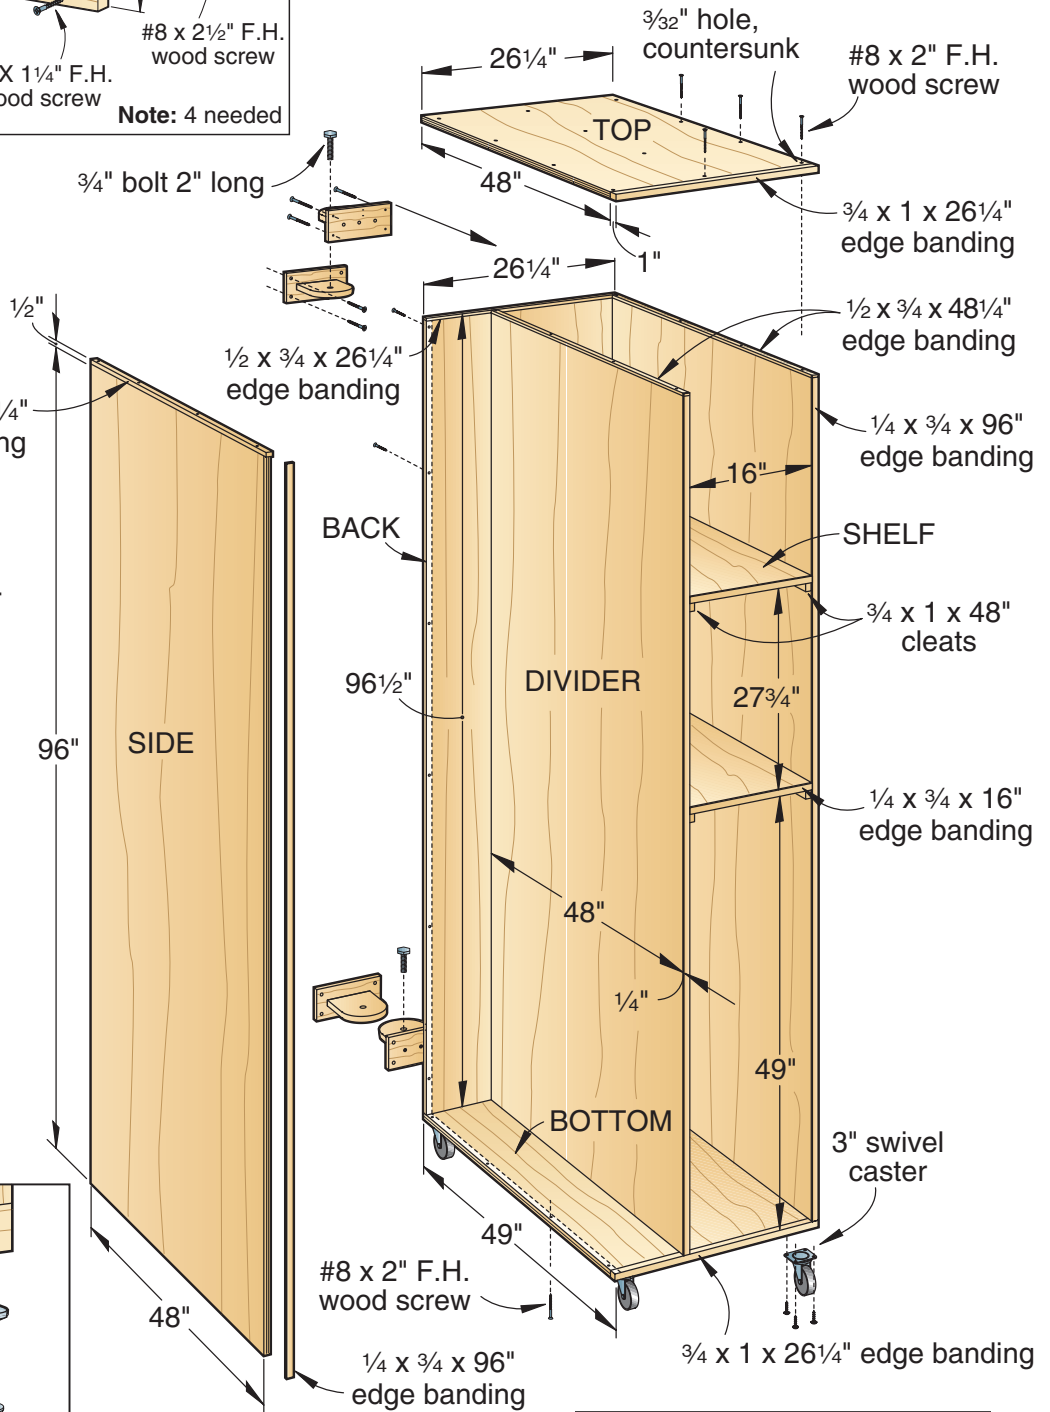 #8 x 2½" F.H.
wood screw
X 1¼" F.H.
wood screw
Note: 4 needed
¾" bolt 2" long
26¼"
3/32" hole,
countersunk
#8 x 2" F.H.
wood screw
TOP
48"
¾ x 1 x 26¼"
edge banding
1"
26¼"
½"
½ x ¾ x 26¼"
edge banding
½ x ¾ x 48¼"
edge banding
¼"
ng
¼ x ¾ x 96"
edge banding
16"
BACK
SHELF
¾ x 1 x 48"
cleats
96½"
DIVIDER
27¾"
96"
SIDE
¼ x ¾ x 16"
edge banding
48"
¼"
49"
BOTTOM
3" swivel
caster
49"
#8 x 2" F.H.
wood screw
48"
¼ x ¾ x 96"
edge banding
¾ x 1 x 26¼" edge banding